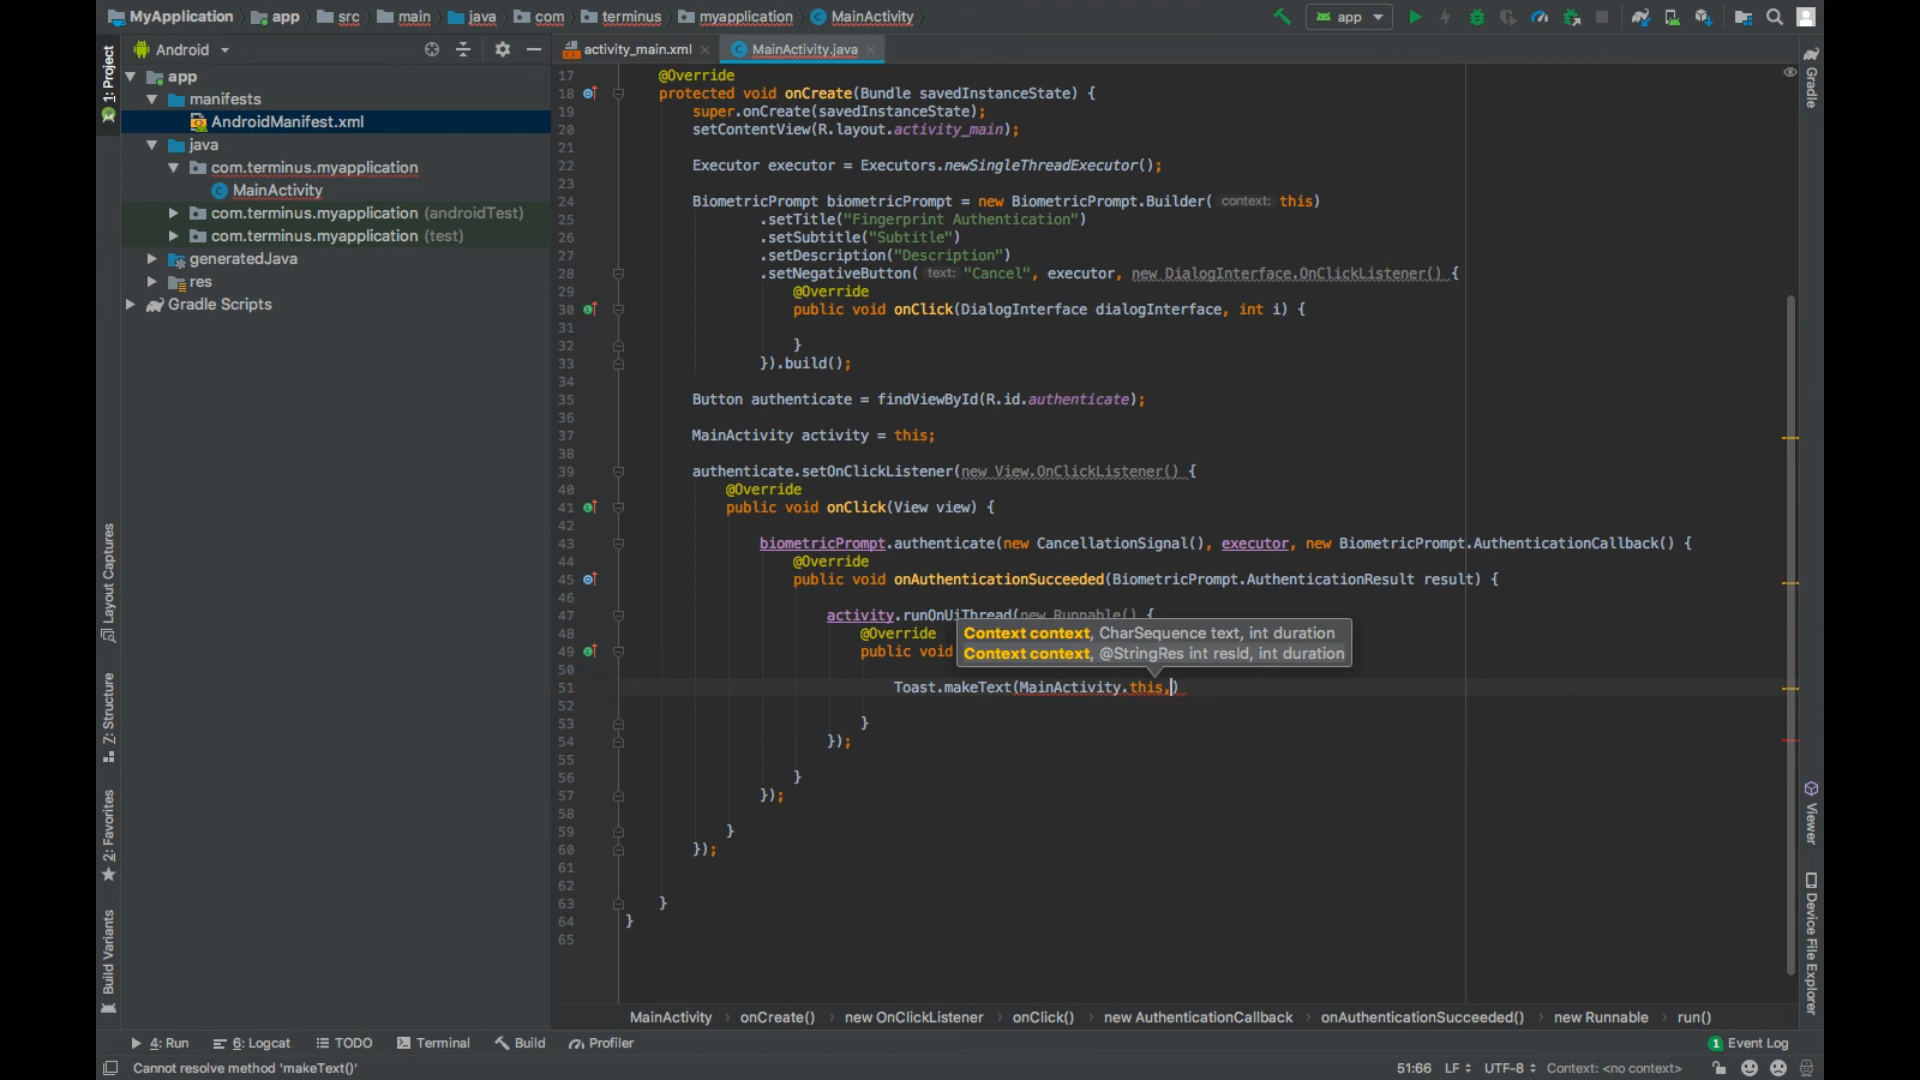 MyApplication app src main java com terminus myapplication MainActivity app
Android
activity_main.xml MainActivity.java
1: Project
app
manifests
AndroidManifest.xml
java
com.terminus.myapplication
MainActivity
com.terminus.myapplication (androidTest)
com.terminus.myapplication (test)
generatedJava
res
Gradle Scripts
Layout Captures
7: Structure
2: Favorites
Build Variants
17 @Override
18 protected void onCreate(Bundle savedInstanceState) {
19 super.onCreate(savedInstanceState);
20 setContentView(R.layout.activity_main);
21
22 Executor executor = Executors.newSingleThreadExecutor();
23
24 BiometricPrompt biometricPrompt = new BiometricPrompt.Builder( context: this)
25 .setTitle("Fingerprint Authentication")
26 .setSubtitle("Subtitle")
27 .setDescription("Description")
28 .setNegativeButton( text: "Cancel", executor, new DialogInterface.OnClickListener() {
29 @Override
30 public void onClick(DialogInterface dialogInterface, int i) {
31
32 }
33 }).build();
34
35 Button authenticate = findViewById(R.id.authenticate);
36
37 MainActivity activity = this;
38
39 authenticate.setOnClickListener(new View.OnClickListener() {
40 @Override
41 public void onClick(View view) {
42
43 biometricPrompt.authenticate(new CancellationSignal(), executor, new BiometricPrompt.AuthenticationCallback() {
44 @Override
45 public void onAuthenticationSucceeded(BiometricPrompt.AuthenticationResult result) {
46
47 activity.runOnUiThread(new Runnable() {
Context context, CharSequence text, int duration
48 @Override
49 public void
Context context, @StringRes int resId, int duration
50
51 Toast.makeText(MainActivity.this,)
52
53 }
54 });
55
56 }
57 });
58
59 }
60 });
61
62
63 }
64 }
65
Gradle
Viewer
Device File Explorer
MainActivity onCreate() new OnClickListener onClick() new AuthenticationCallback onAuthenticationSucceeded() new Runnable run()
4: Run 6: Logcat TODO Terminal Build Profiler 1 Event Log
Cannot resolve method 'makeText()' 51:66 LF UTF-8 Context: <no context>